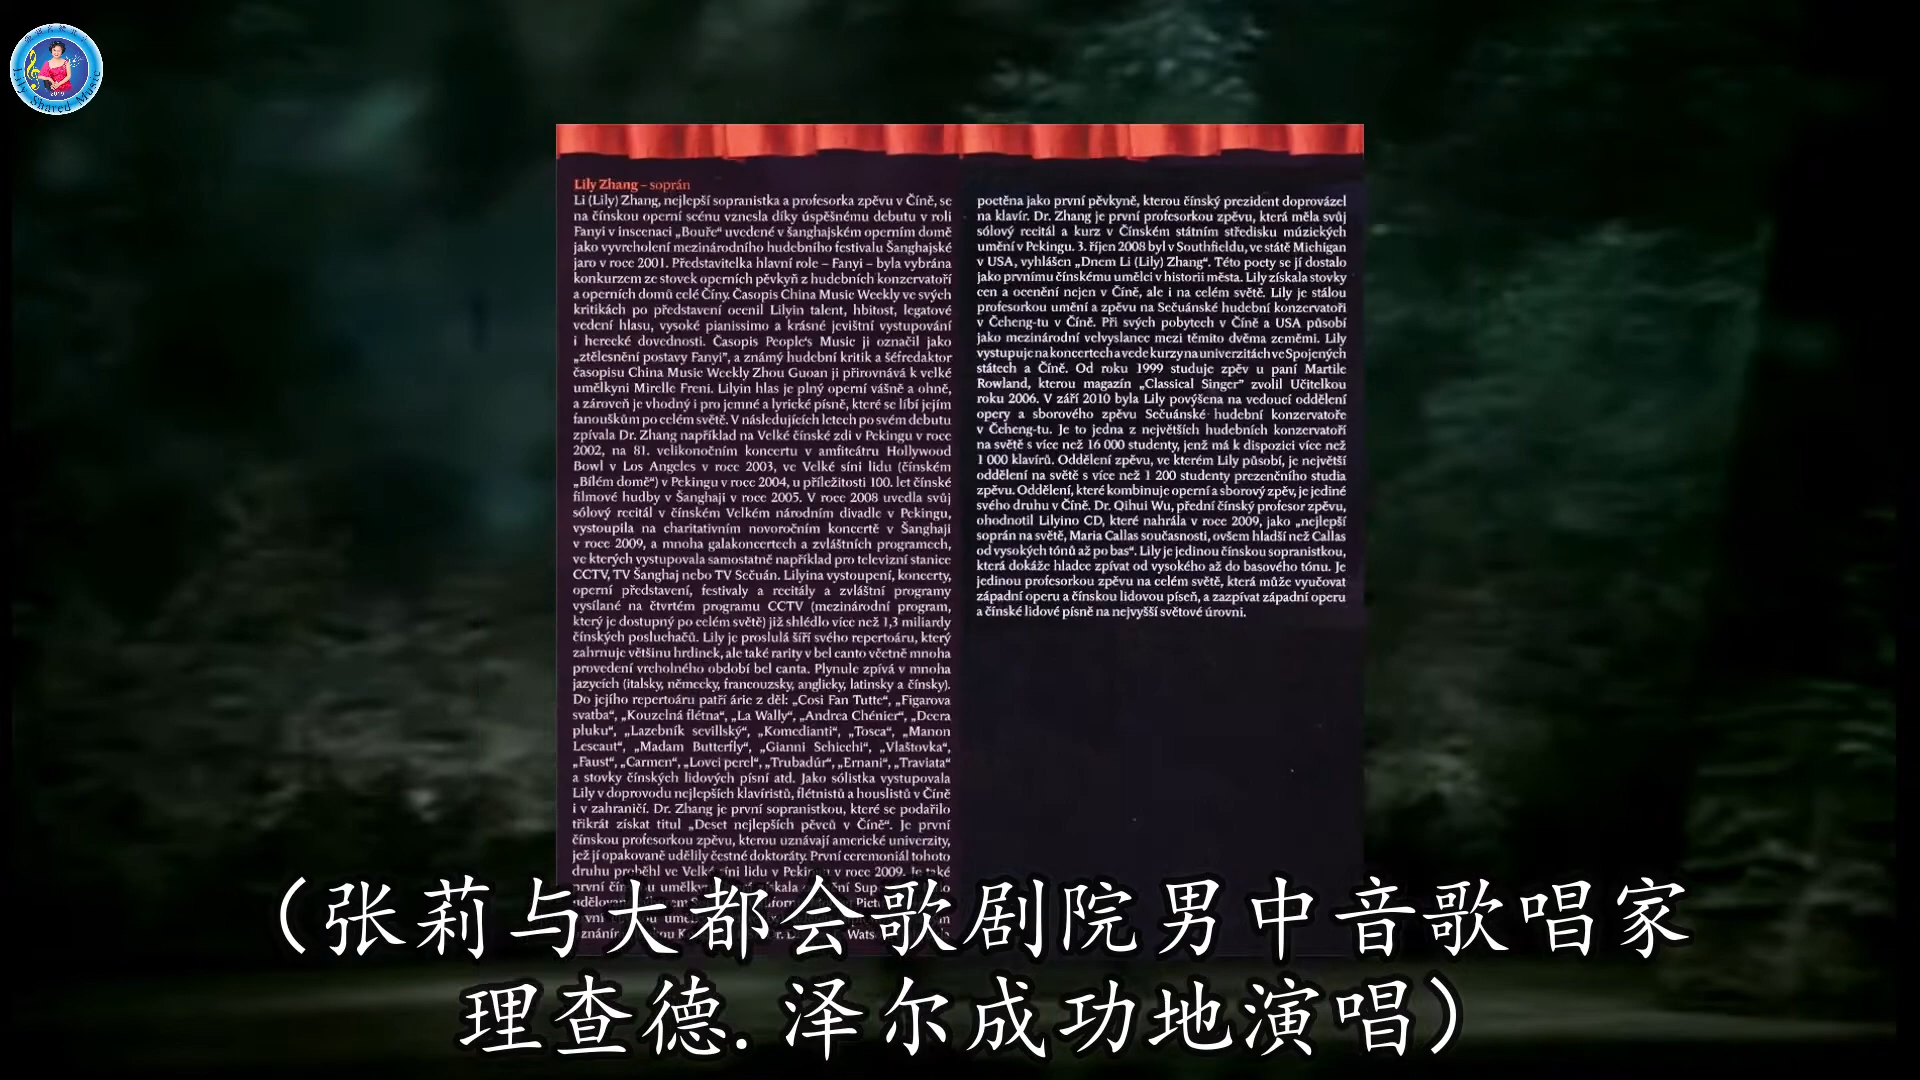 Lily Shared Music
2019
Lily Zhang – soprán
Li (Lily) Zhang, nejlepší sopranistka a profesorka zpěvu v Číně, se
na čínskou operní scénu vznesla díky úspěšnému debutu v roli
Fanyi v inscenaci „Bouře“ uvedené v šanghajském operním domě
jako vyvrcholení mezinárodního hudebního festivalu Šanghajské
jaro v roce 2001. Představitelka hlavní role – Fanyi – byla vybrána
konkurzem ze stovek operních pěvkyň z hudebních konzervatoří
a operních domů celé Číny. Časopis China Music Weekly ve svých
kritikách po představení ocenil Lilyin talent, hbitost, legatové
vedení hlasu, vysoké pianissimo a krásné jevištní vystupování
i herecké dovednosti. Časopis People's Music ji označil jako
„ztělesnění postavy Fanyi”, a známý hudební kritik a šéfredaktor
časopisu China Music Weekly Zhou Guoan ji přirovnává k velké
umělkyni Mirelle Freni. Lilyin hlas je plný operní vášně a ohně,
a zároveň je vhodný i pro jemné a lyrické písně, které se líbí jejím
fanouškům po celém světě. V následujících letech po svém debutu
zpívala Dr. Zhang například na Velké čínské zdi v Pekingu v roce
2002, na 81. velikonočním koncertu v amfiteátru Hollywood
Bowl v Los Angeles v roce 2003, ve Velké síni lidu (čínském
„Bílém domě“) v Pekingu v roce 2004, u příležitosti 100. let čínské
filmové hudby v Šanghaji v roce 2005. V roce 2008 uvedla svůj
sólový recitál v čínském Velkém národním divadle v Pekingu,
vystoupila na charitativním novoročním koncertě v Šanghaji
v roce 2009, a mnoha galakoncertech a zvláštních programech,
ve kterých vystupovala samostatně například pro televizní stanice
CCTV, TV Šanghaj nebo TV Sečuán. Lilyina vystoupení, koncerty,
operní představení, festivaly a recitály a zvláštní programy
vysílané na čtvrtém programu CCTV (mezinárodní program,
který je dostupný po celém světě) již shlédlo více než 1,3 miliardy
čínských posluchačů. Lily je proslulá šíří svého repertoáru, který
zahrnuje většinu hrdinek, ale také rarity v bel canto včetně mnoha
provedení vrcholného období bel canta. Plynule zpívá v mnoha
jazycích (italsky, německy, francouzsky, anglicky, latinsky a čínsky).
Do jejího repertoáru patří árie z děl: „Cosi Fan Tutte“, „Figarova
svatba“, „Kouzelná flétna“, „La Wally“, „Andrea Chénier“, „Dcera
pluku“, „Lazebník sevillský“, „Komedianti“, „Tosca“, „Manon
Lescaut“, „Madam Butterfly“, „Gianni Schicchi“, „Vlaštovka“,
„Faust“, „Carmen“, „Lovci perel“, „Trubadúr“, „Ernani“, „Traviata“
a stovky čínských lidových písní atd. Jako sólistka vystupovala
Lily v doprovodu nejlepších klavíristů, flétnistů a houslistů v Číně
i v zahraničí. Dr. Zhang je první sopranistkou, které se podařilo
třikrát získat titul „Deset nejlepších pěvců v Číně“. Je první
čínskou profesorkou zpěvu, kterou uznávají americké univerzity,
jež jí opakovaně udělily čestné doktoráty. První ceremoniál tohoto
druhu proběhl ve Velké síni lidu v Pekingu v roce 2009. Je také
poctěna jako první pěvkyně, kterou čínský prezident doprovázel
na klavír. Dr. Zhang je první profesorkou zpěvu, která měla svůj
sólový recitál a kurz v Čínském státním středisku múzických
umění v Pekingu. 3. říjen 2008 byl v Southfieldu, ve státě Michigan
v USA, vyhlášen „Dnem Li (Lily) Zhang“. Této pocty se jí dostalo
jako prvnímu čínskému umělci v historii města. Lily získala stovky
cen a ocenění nejen v Číně, ale i na celém světě. Lily je stálou
profesorkou umění a zpěvu na Sečuánské hudební konzervatoři
v Čcheng-tu v Číně. Při svých pobytech v Číně a USA působí
jako mezinárodní velvyslanec mezi těmito dvěma zeměmi. Lily
vystupuje na koncertech a vede kurzy na univerzitách ve Spojených
státech a Číně. Od roku 1999 studuje zpěv u paní Martile
Rowland, kterou magazín „Classical Singer” zvolil Učitelkou
roku 2006. V září 2010 byla Lily povýšena na vedoucí oddělení
opery a sborového zpěvu Sečuánské hudební konzervatoře
v Čcheng-tu. Je to jedna z největších hudebních konzervatoří
na světě s více než 16 000 studenty, jenž má k dispozici více než
1 000 klavírů. Oddělení zpěvu, ve kterém Lily působí, je největší
oddělení na světě s více než 1 200 studenty prezenčního studia
zpěvu. Oddělení, které kombinuje operní a sborový zpěv, je jediné
svého druhu v Číně. Dr. Qihui Wu, přední čínský profesor zpěvu,
ohodnotil Lilyino CD, které nahrála v roce 2009, jako „nejlepší
soprán na světě, Maria Callas současnosti, ovšem hladší než Callas
od vysokých tónů až po bas“. Lily je jedinou čínskou sopranistkou,
která dokáže hladce zpívat od vysokého až do basového tónu. Je
jedinou profesorkou zpěvu na celém světě, která může vyučovat
západní operu a čínskou lidovou píseň, a zazpívat západní operu
a čínské lidové písně na nejvyšší světové úrovni.
（张莉与大都会歌剧院男中音歌唱家
理查德.泽尔成功地演唱）